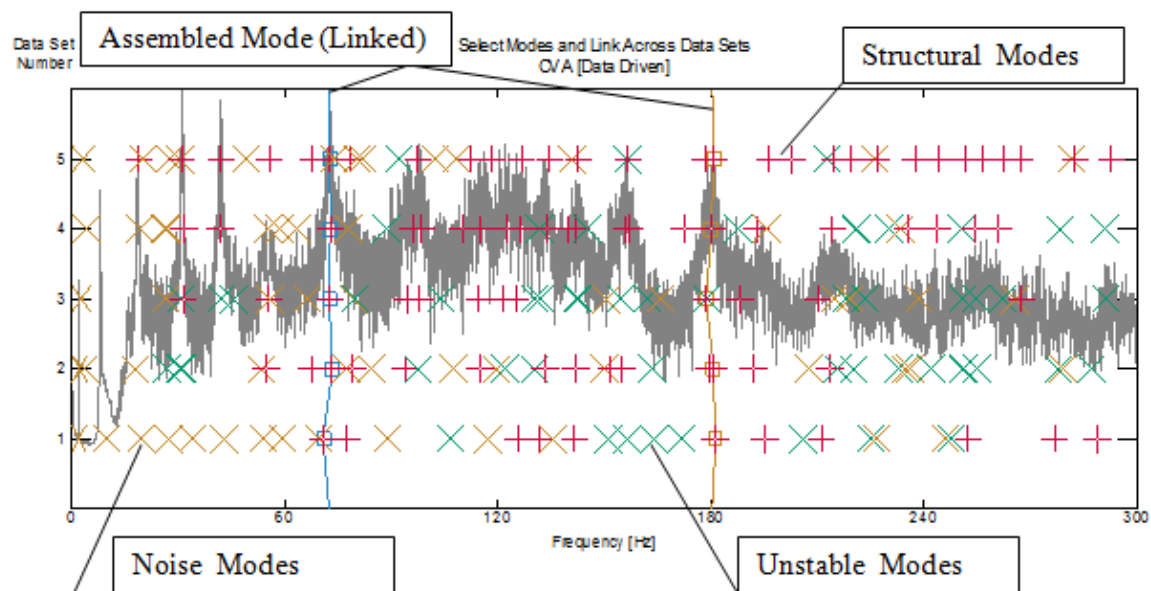 Assembled Mode (Linked)
Data Set
Number
Select Modes and Link Across Data Sets
CVA [Data Driven]
Structural Modes
5
4
3
2
1
0
60
120
180
240
300
Frequency [Hz]
Noise Modes
Unstable Modes